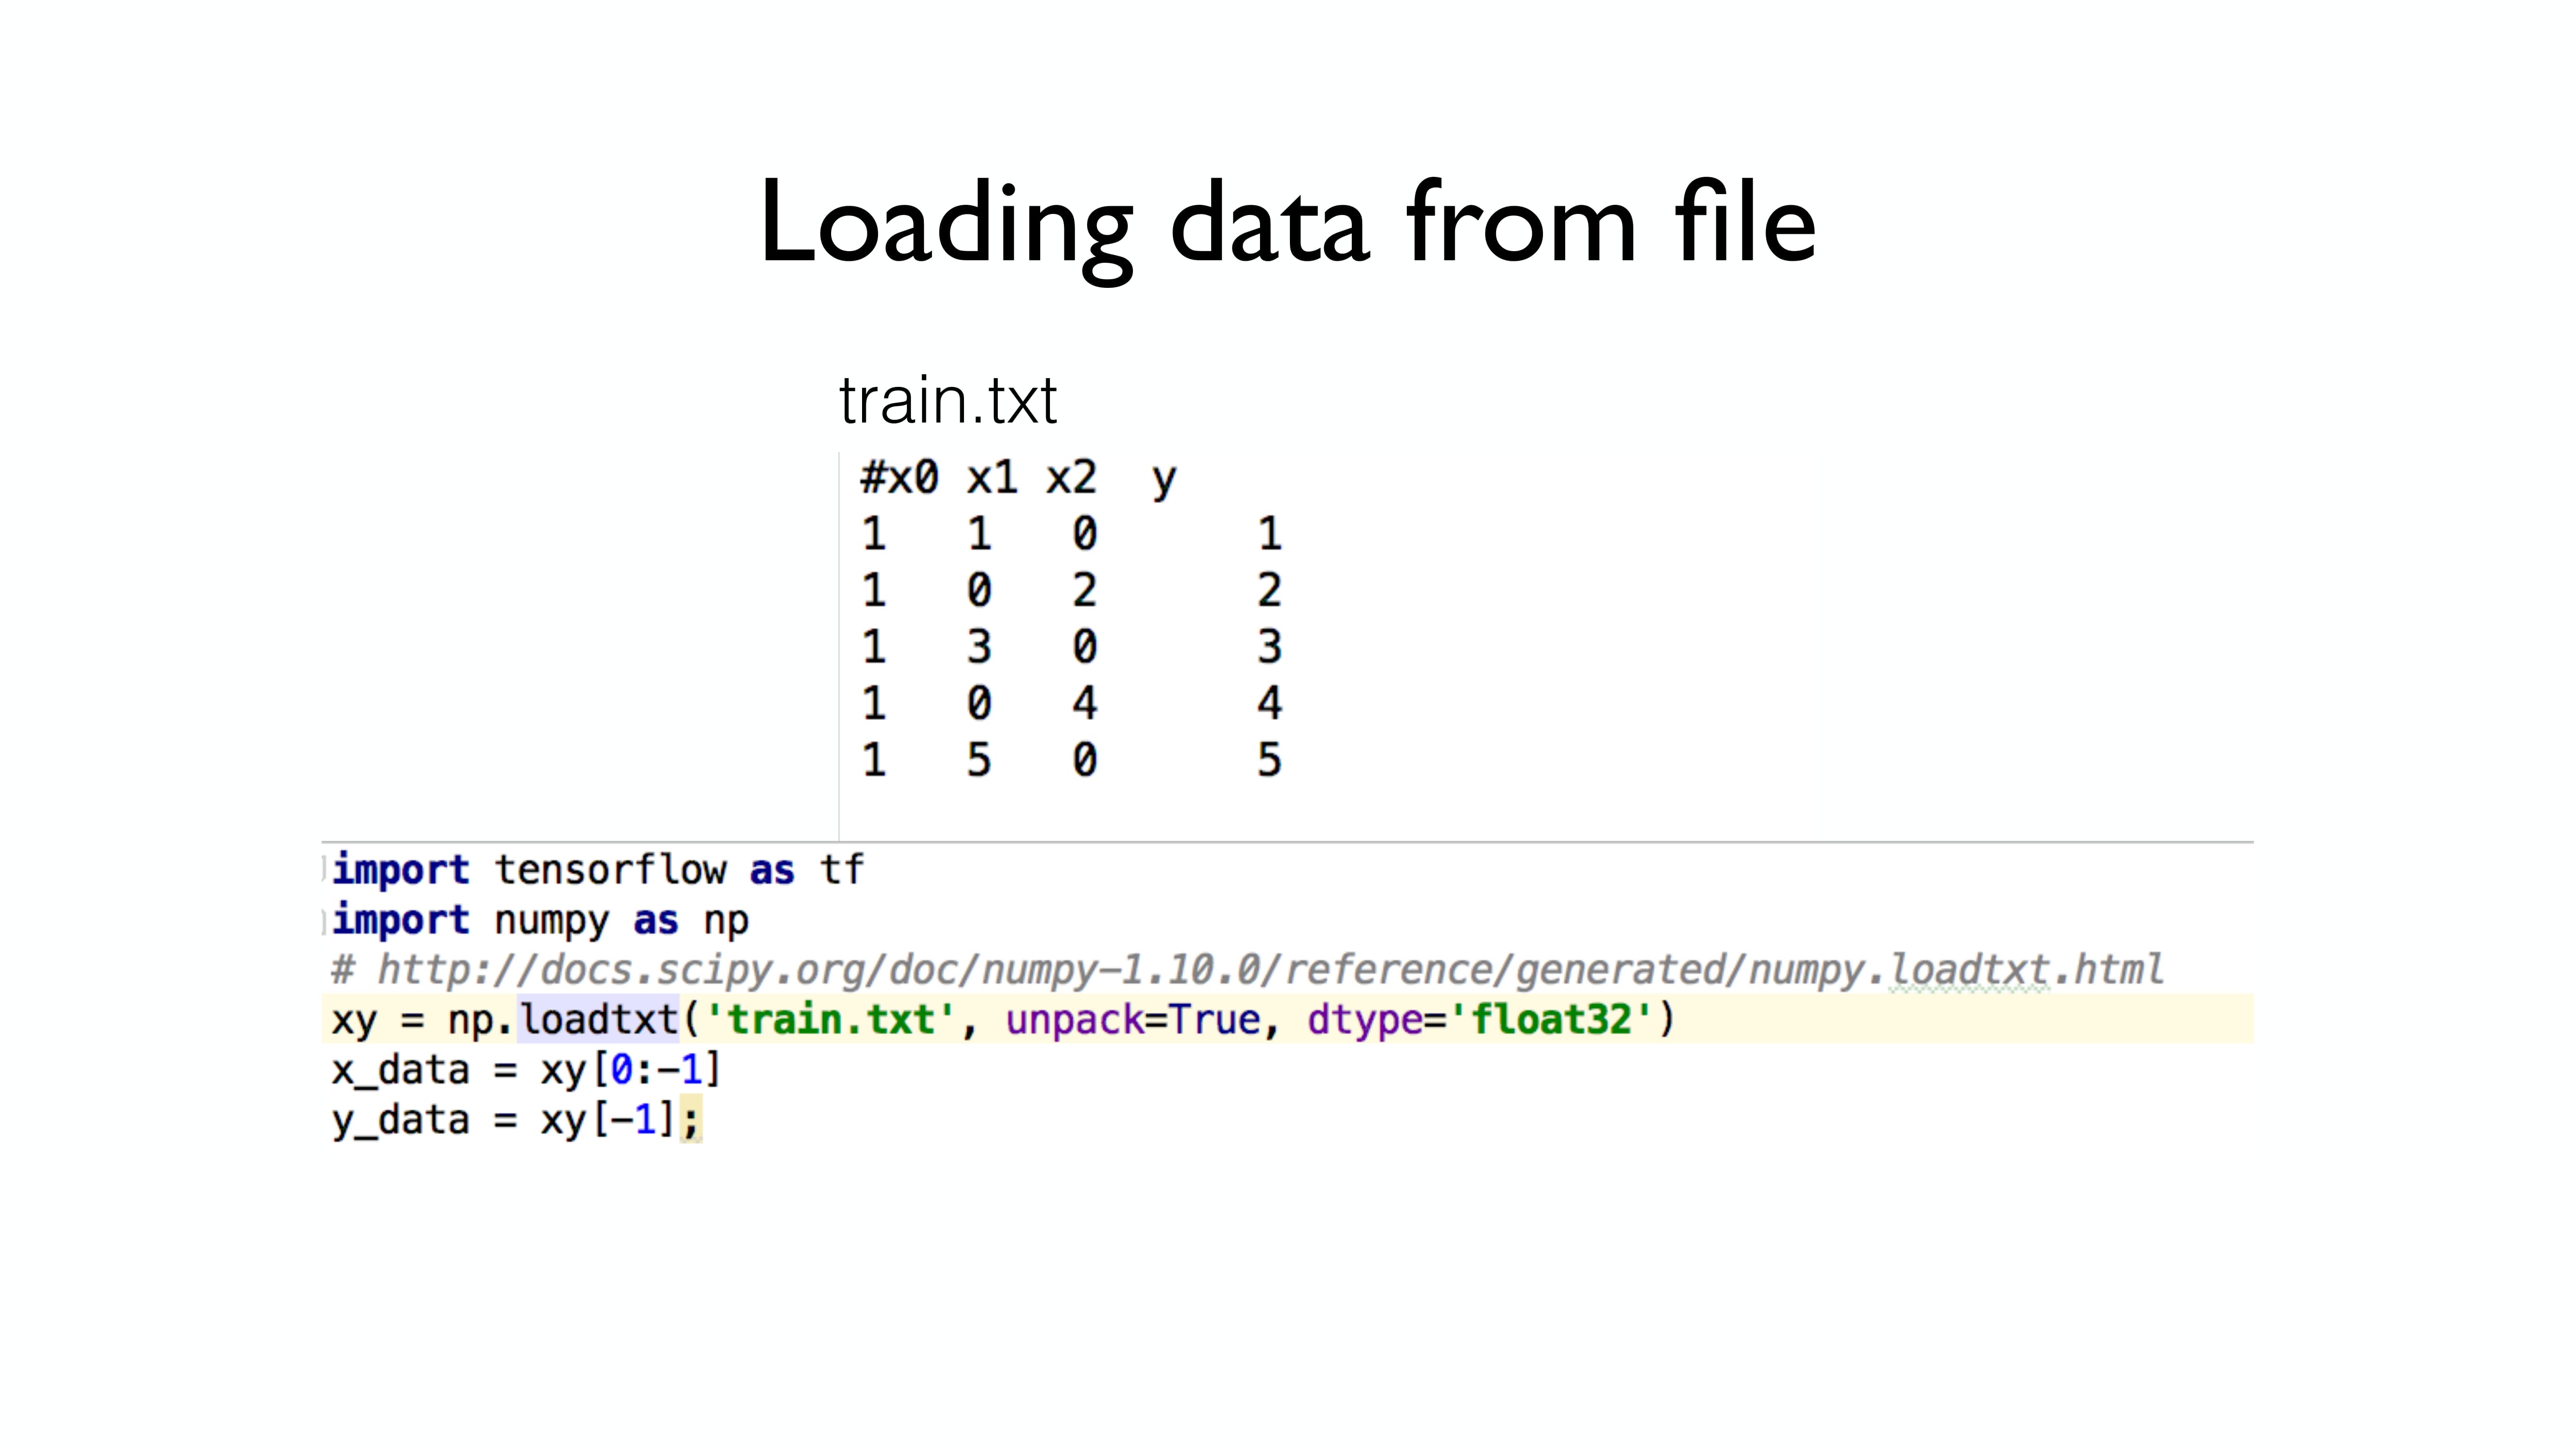 Loading data from file
train.txt
#x0 x1 x2  y
1   1   0      1
1   0   2      2
1   3   0      3
1   0   4      4
1   5   0      5
import tensorflow as tf
import numpy as np
# http://docs.scipy.org/doc/numpy-1.10.0/reference/generated/numpy.loadtxt.html
xy = np.loadtxt('train.txt', unpack=True, dtype='float32')
x_data = xy[0:-1]
y_data = xy[-1];